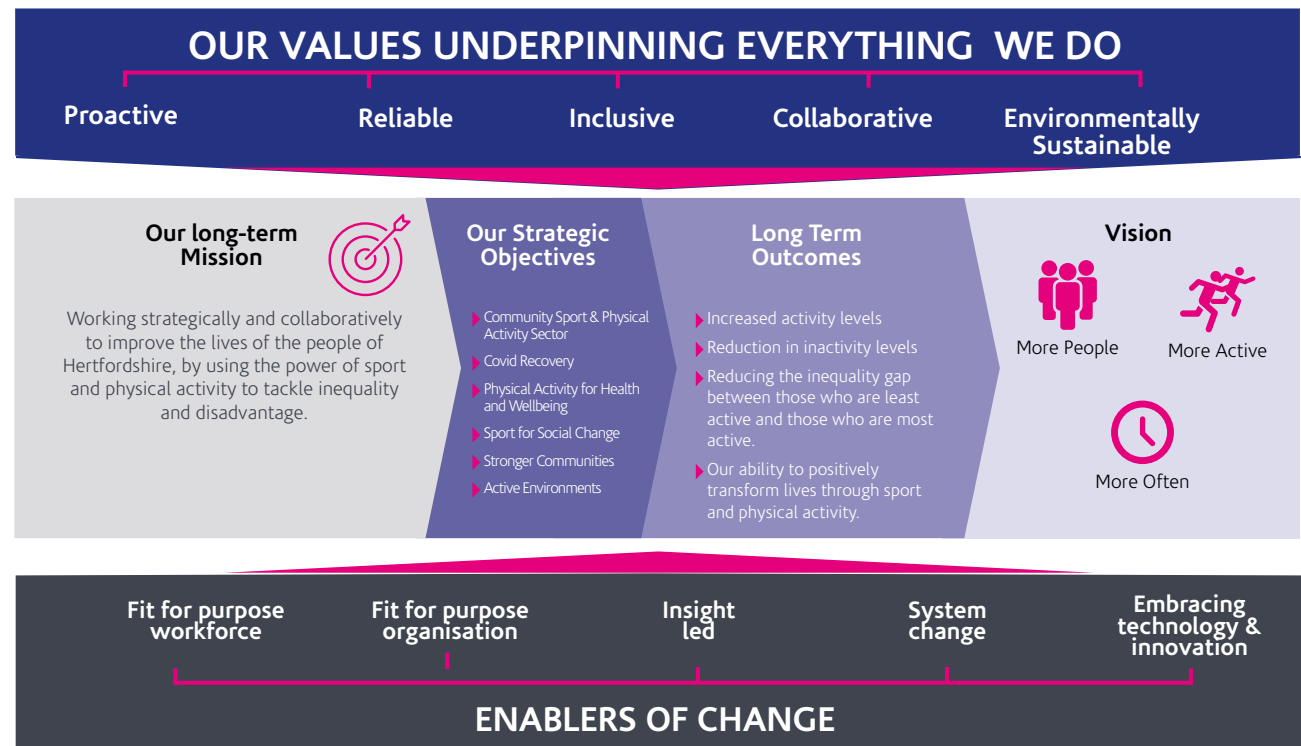 OUR VALUES UNDERPINNING EVERYTHING WE DO
Proactive
Reliable
Inclusive
Collaborative
Environmentally
Sustainable
Our long-term
Mission
Working strategically and collaboratively
to improve the lives of the people of
Hertfordshire, by using the power of sport
and physical activity to tackle inequality
and disadvantage.
Our Strategic
Objectives
Community Sport & Physical
Activity Sector
Covid Recovery
Physical Activity for Health
and Wellbeing
Sport for Social Change
Stronger Communities
Active Environments
Long Term
Outcomes
Increased activity levels
Reduction in inactivity levels
Reducing the inequality gap
between those who are least
active and those who are most
active.
Our ability to positively
transform lives through sport
and physical activity.
Vision
More People
More Active
More Often
Fit for purpose
workforce
Fit for purpose
organisation
Insight
led
System
change
Embracing
technology &
innovation
ENABLERS OF CHANGE